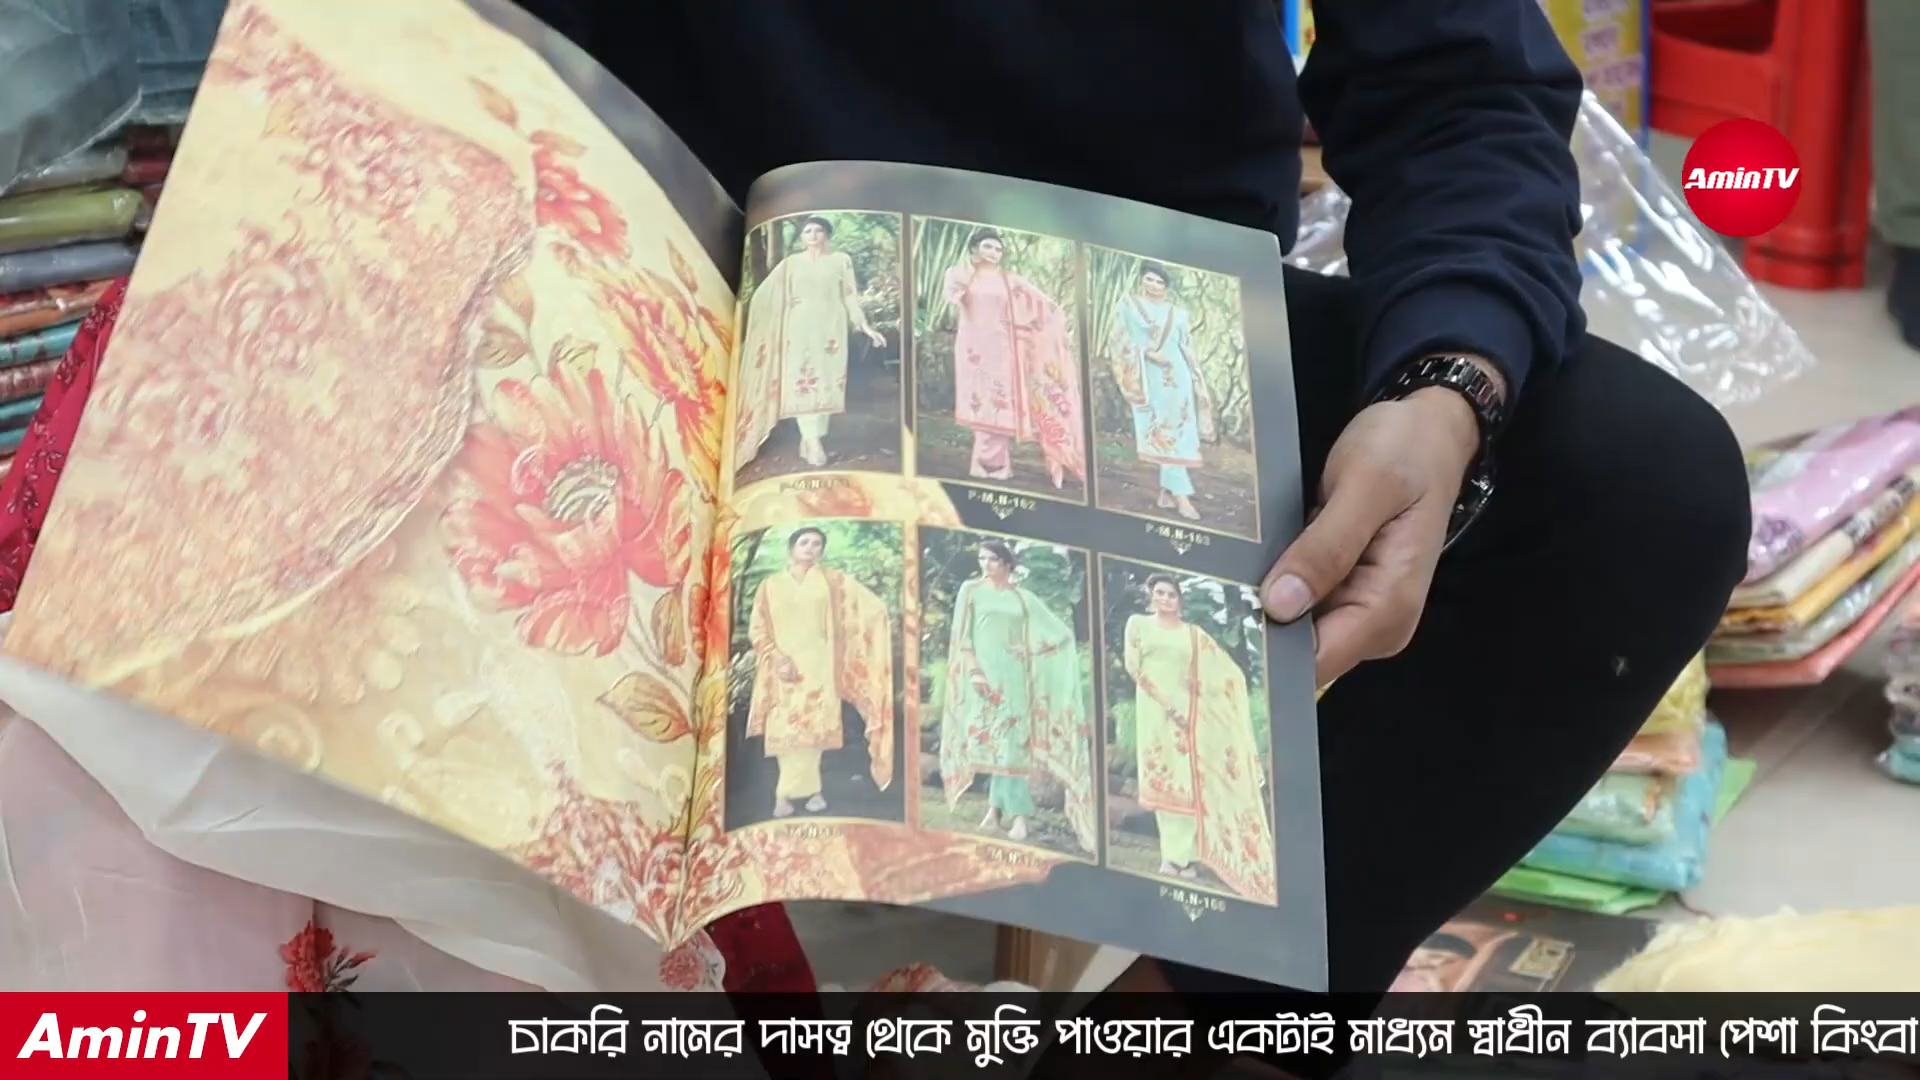 AminTV
P-M.N-162
P-M.N-163
P-M.N-166
AminTV
চাকরি নামের দাসত্ব থেকে মুক্তি পাওয়ার একটাই মাধ্যম স্বাধীন ব্যাবসা পেশা কিংবা